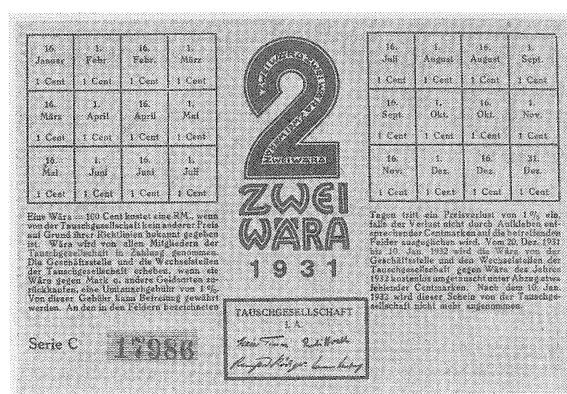 16. Januar 1. Febr. 16. Febr. 1. März
1 Cent 1 Cent 1 Cent 1 Cent
16. März 1. April 16. April 1. Mai
1 Cent 1 Cent 1 Cent 1 Cent
16. Mai 1. Juni 16. Juni 1. Juli
1 Cent 1 Cent 1 Cent 1 Cent
Eine Wära = 100 Cent kostet eine RM., wenn
von der Tauschgesellschaft kein anderer Preis
auf Grund ihrer Richtlinien bekannt gegeben
ist. Wära wird von allen Mitgliedern der
Tauschgesellschaft in Zahlung genommen.
Die Geschäftsstelle und die Wechselstellen
der Tauschgesellschaft erheben, wenn sie
Wära gegen Mark o. andere Geldsorten zu-
rückkaufen, eine Umtauschgebühr von 1%.
Von dieser Gebühr kann Befreiung gewährt
werden. An den in den Feldern bezeichneten
Serie C 17986
2
ZWEI
WÄRA
1931
TAUSCHGESELLSCHAFT
I. A.
16. Juli 1. August 16. August 1. Sept.
1 Cent 1 Cent 1 Cent 1 Cent
16. Sept. 1. Okt. 16. Okt. 1. Nov.
1 Cent 1 Cent 1 Cent 1 Cent
16. Nov. 1. Dez. 16. Dez. 31. Dez.
1 Cent 1 Cent 1 Cent 1 Cent
Tagen tritt ein Preisverlust von 1% ein,
falls der Verlust nicht durch Aufkleben ent-
sprechender Centmarken auf die betreffenden
Felder ausgeglichen wird. Vom 20. Dez. 1931
bis 10. Jan. 1932 wird die Wära von der
Geschäftsstelle und den Wechselstellen der
Tauschgesellschaft gegen Wära des Jahres
1932 kostenlos umgetauscht unter Abzug etwa
fehlender Centmarken. Nach dem 10. Jan.
1932 wird dieser Schein von der Tauschge-
sellschaft nicht mehr angenommen.